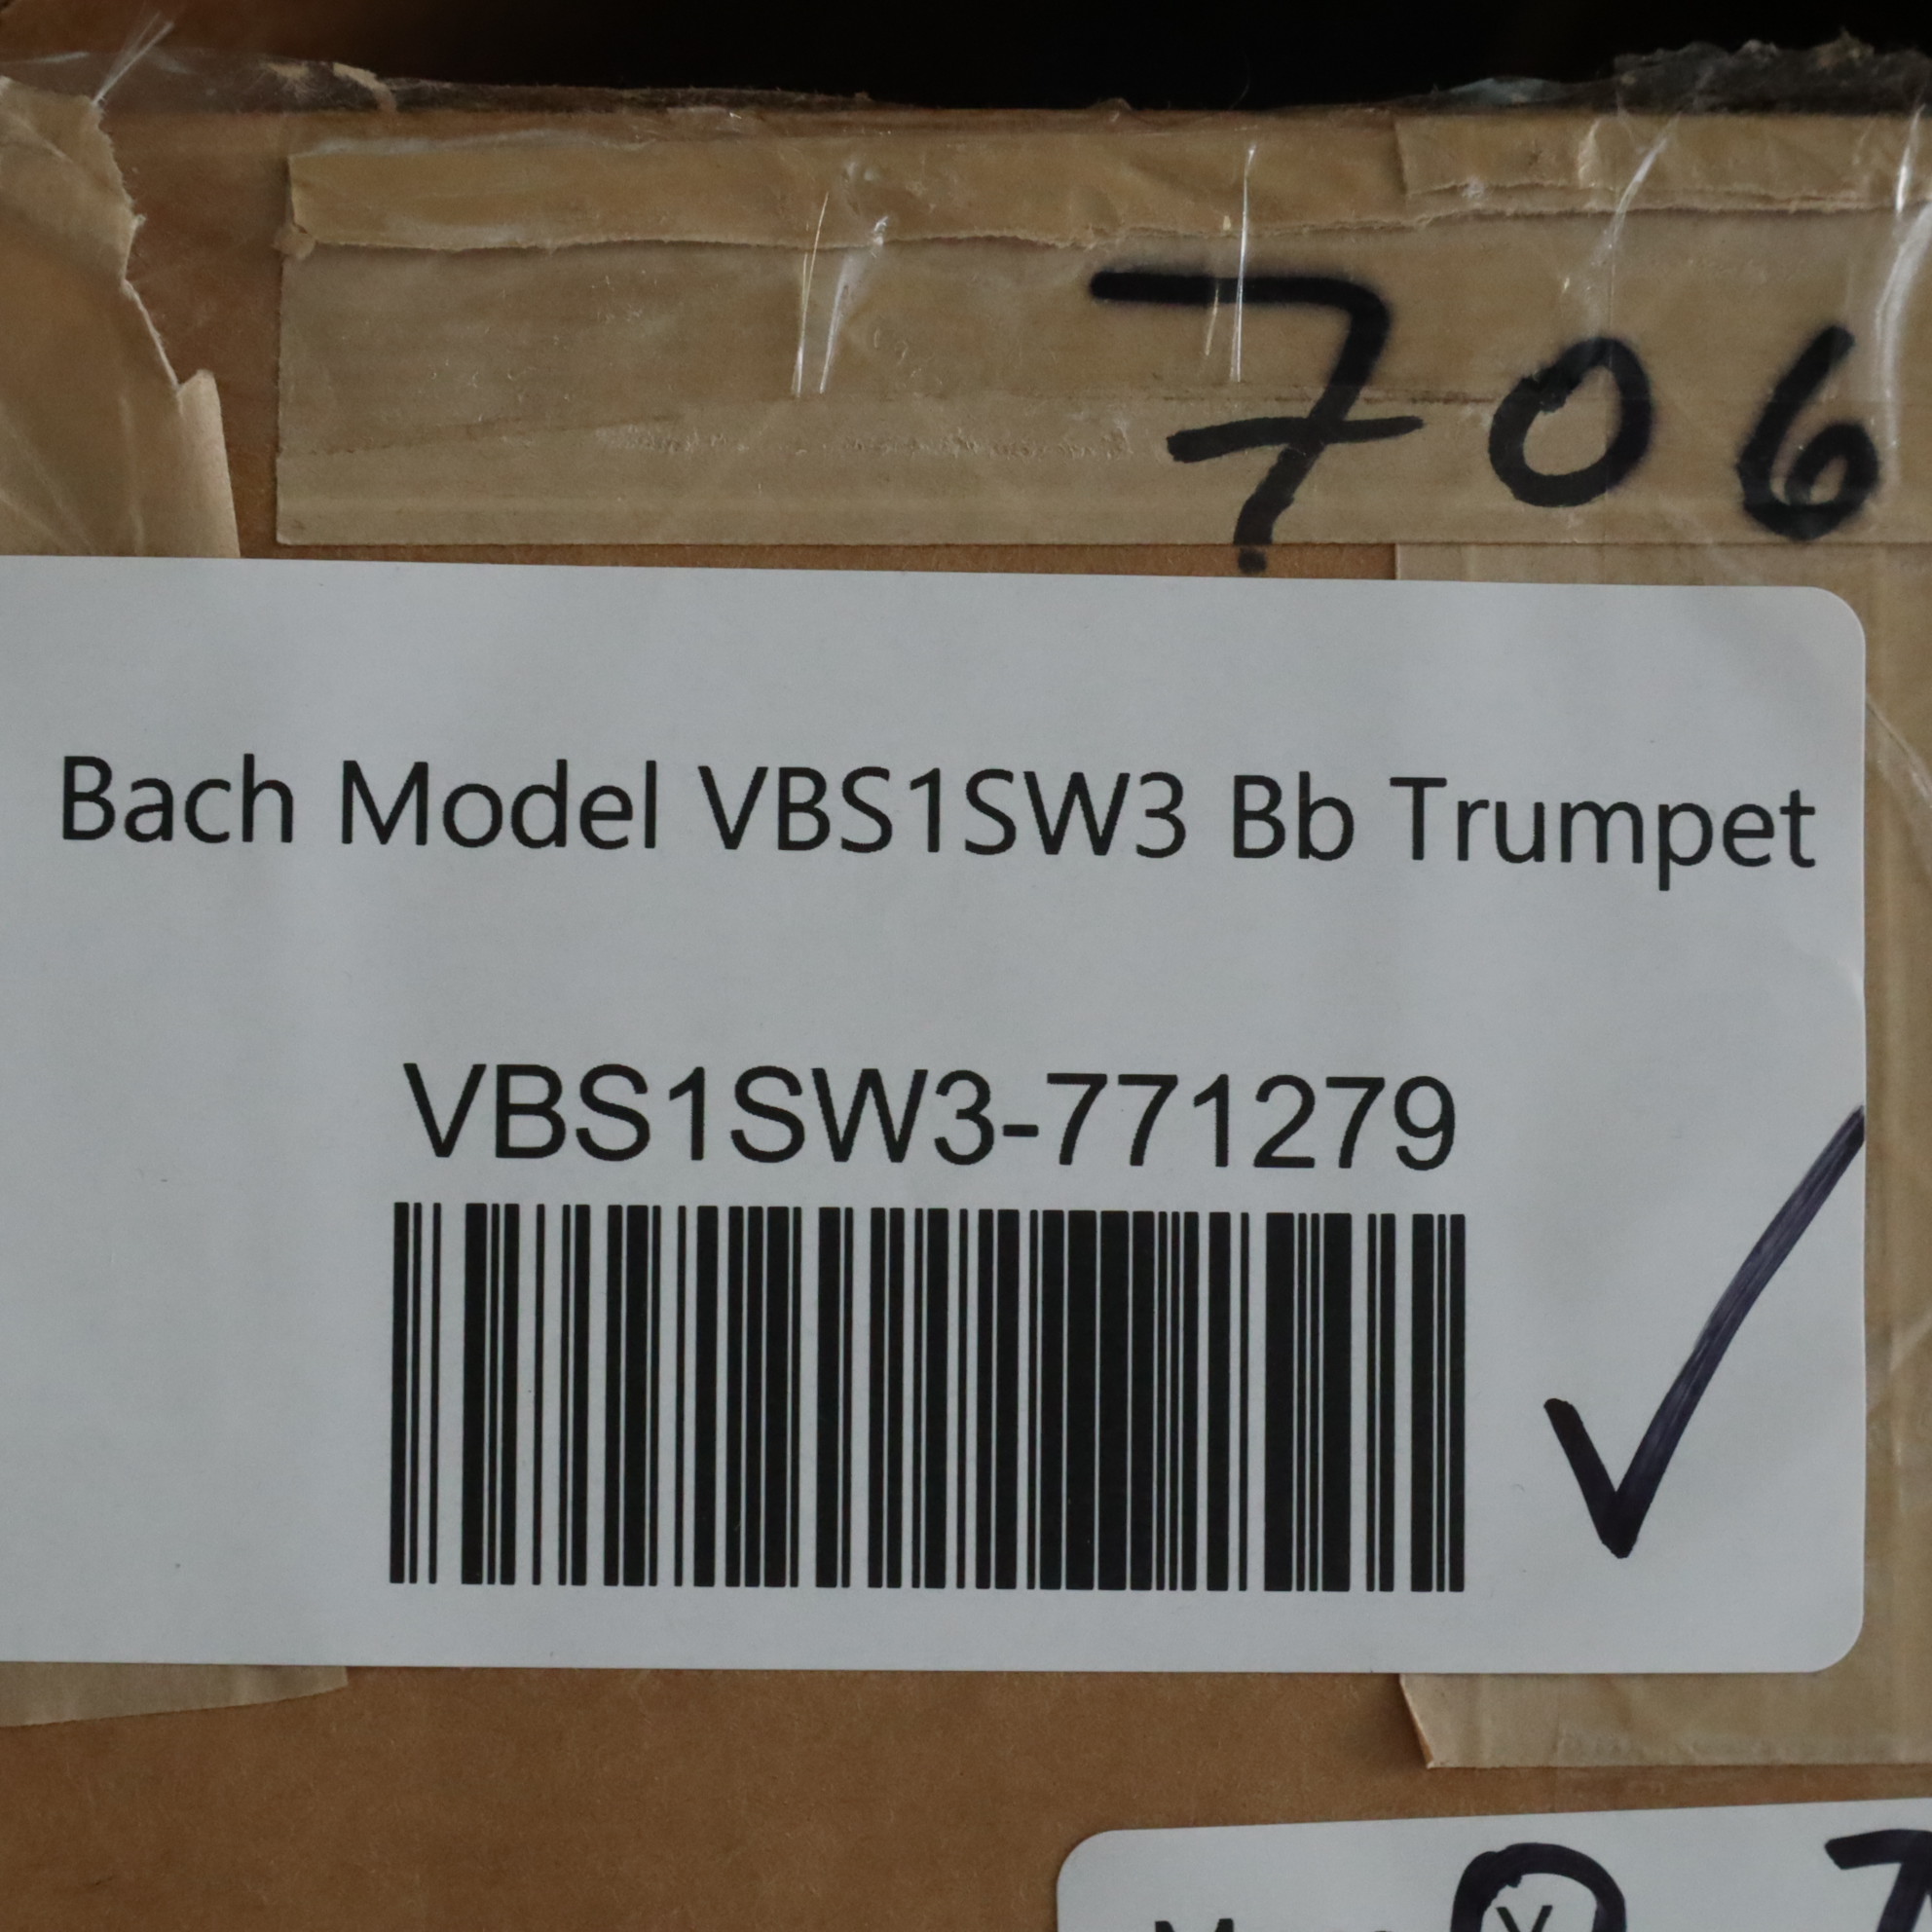 706
Bach Model VBS1SW3 Bb Trumpet
VBS1SW3-771279
Y